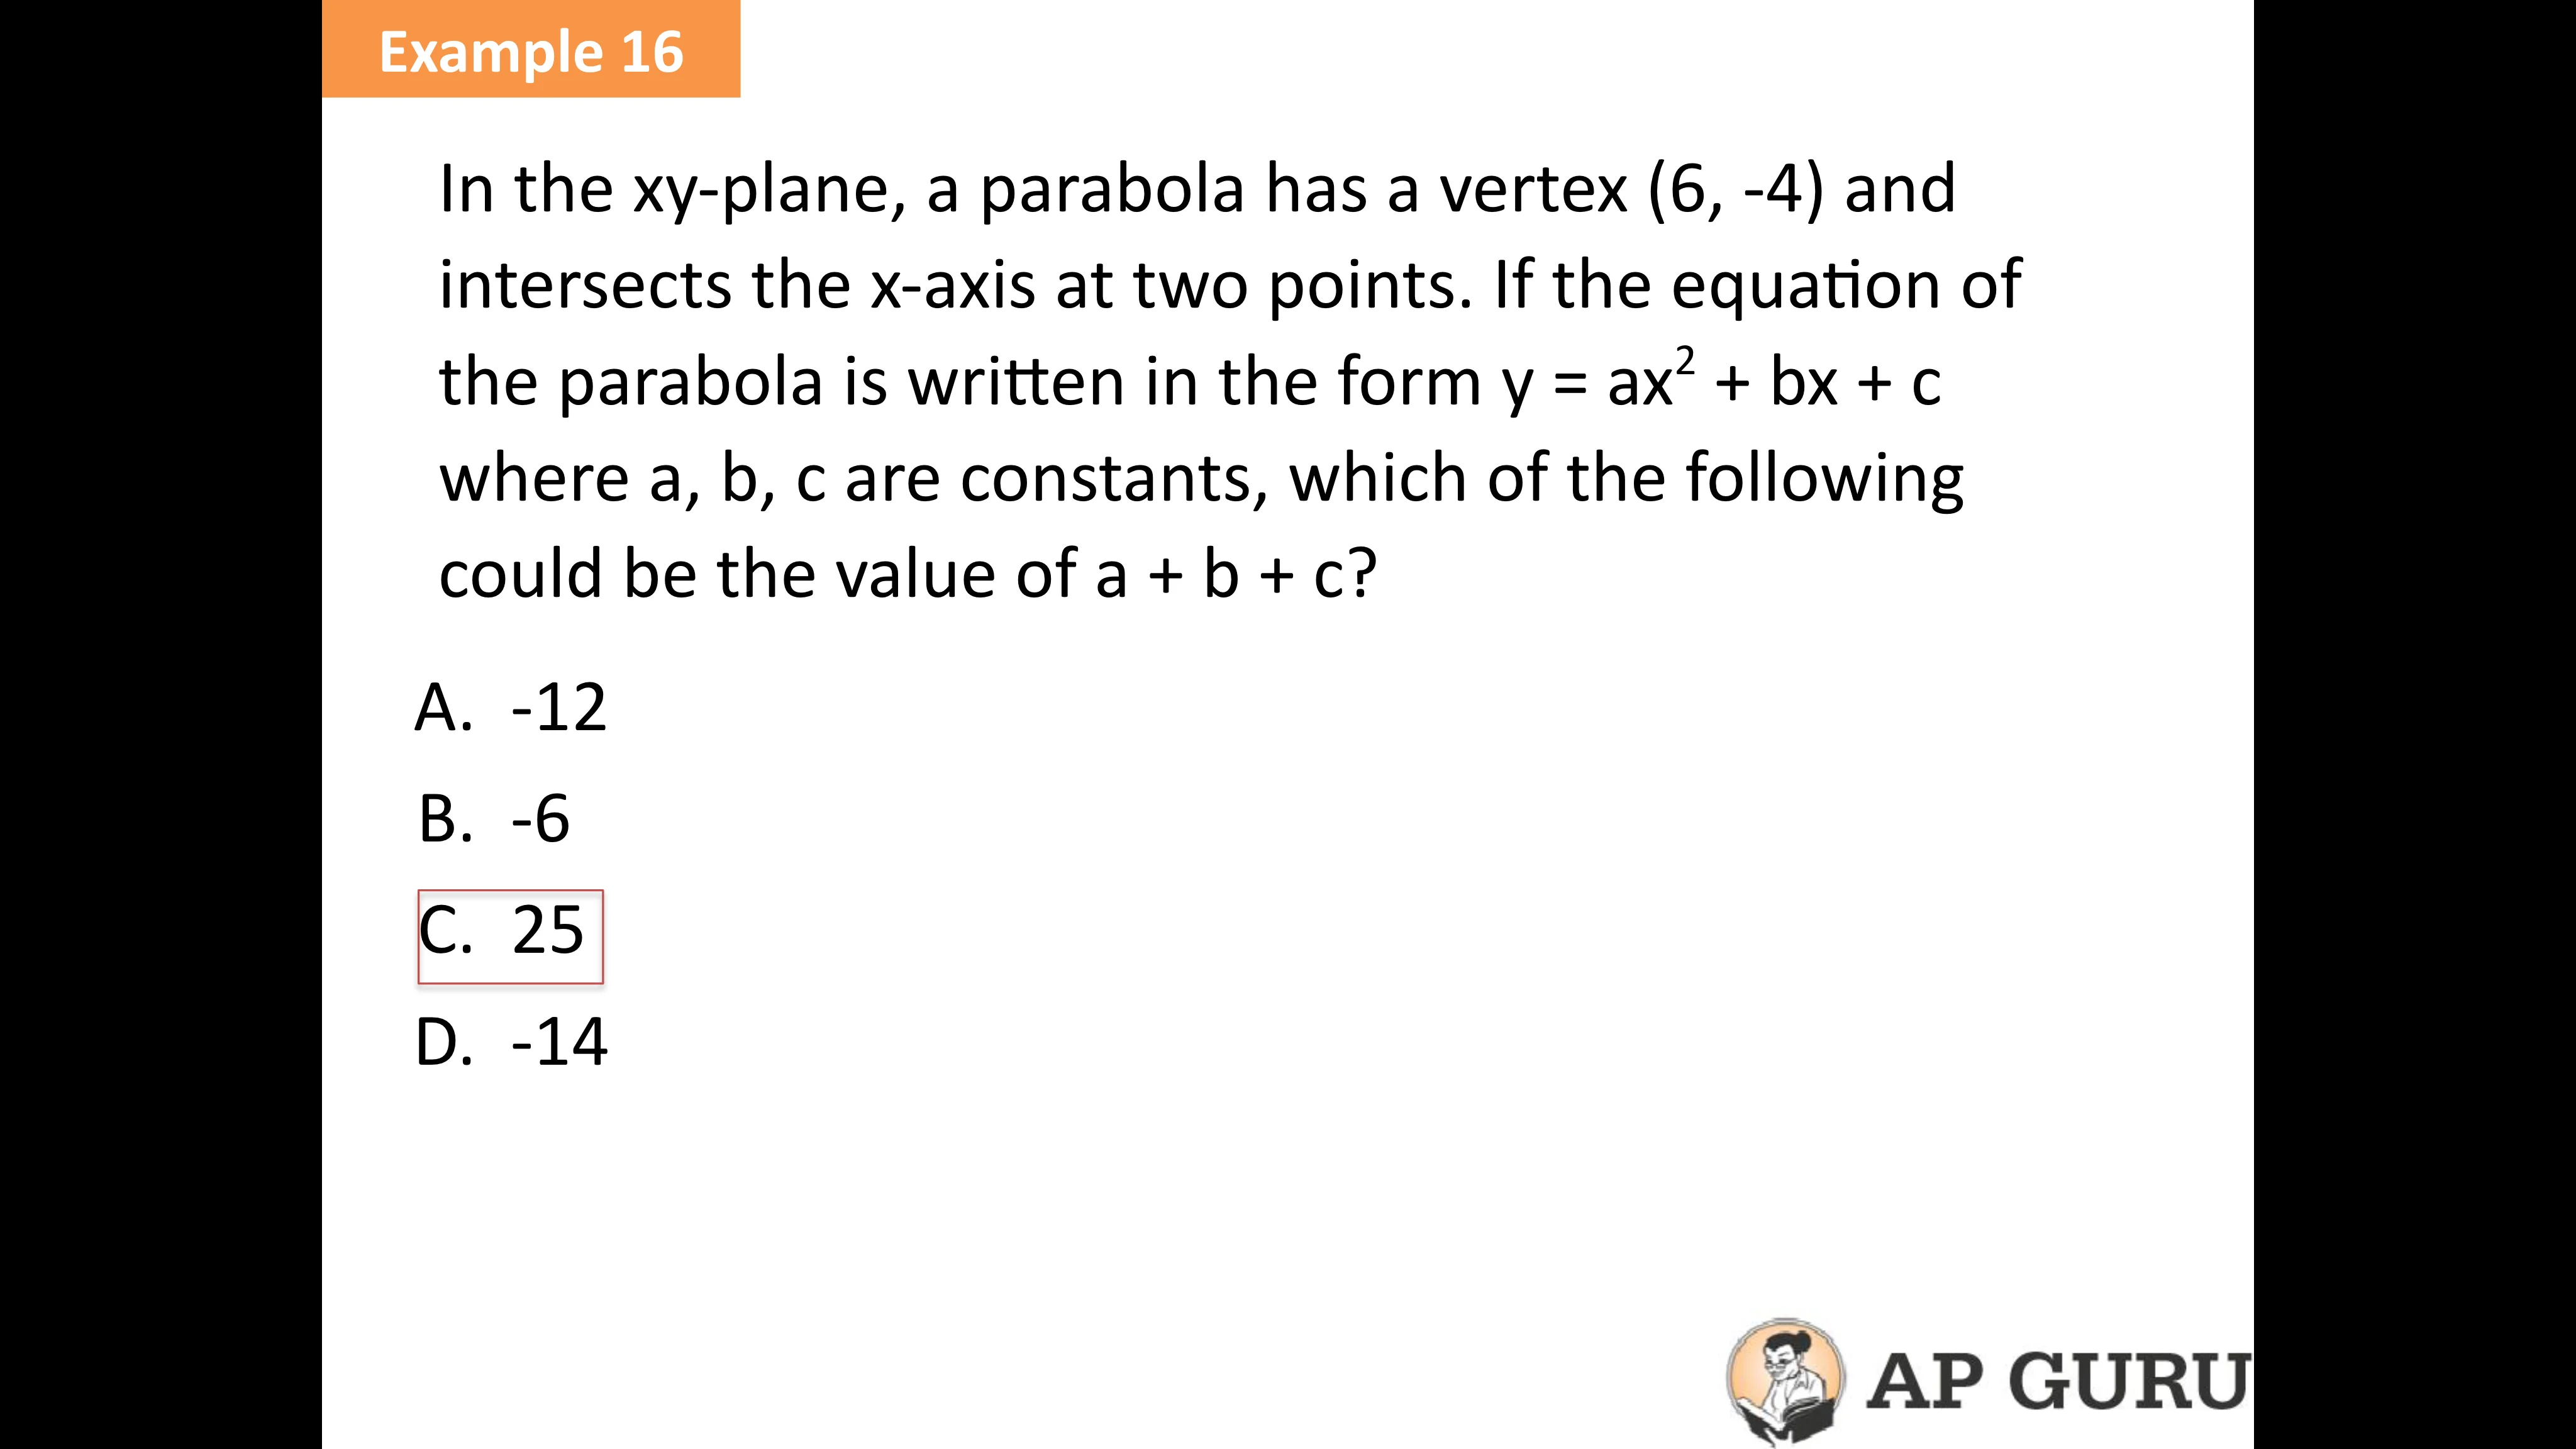 Example 16
In the xy-plane, a parabola has a vertex (6, -4) and
intersects the x-axis at two points. If the equation of
the parabola is written in the form y = ax² + bx + c
where a, b, c are constants, which of the following
could be the value of a + b + c?
A. -12
B. -6
C. 25
D. -14
AP GURU